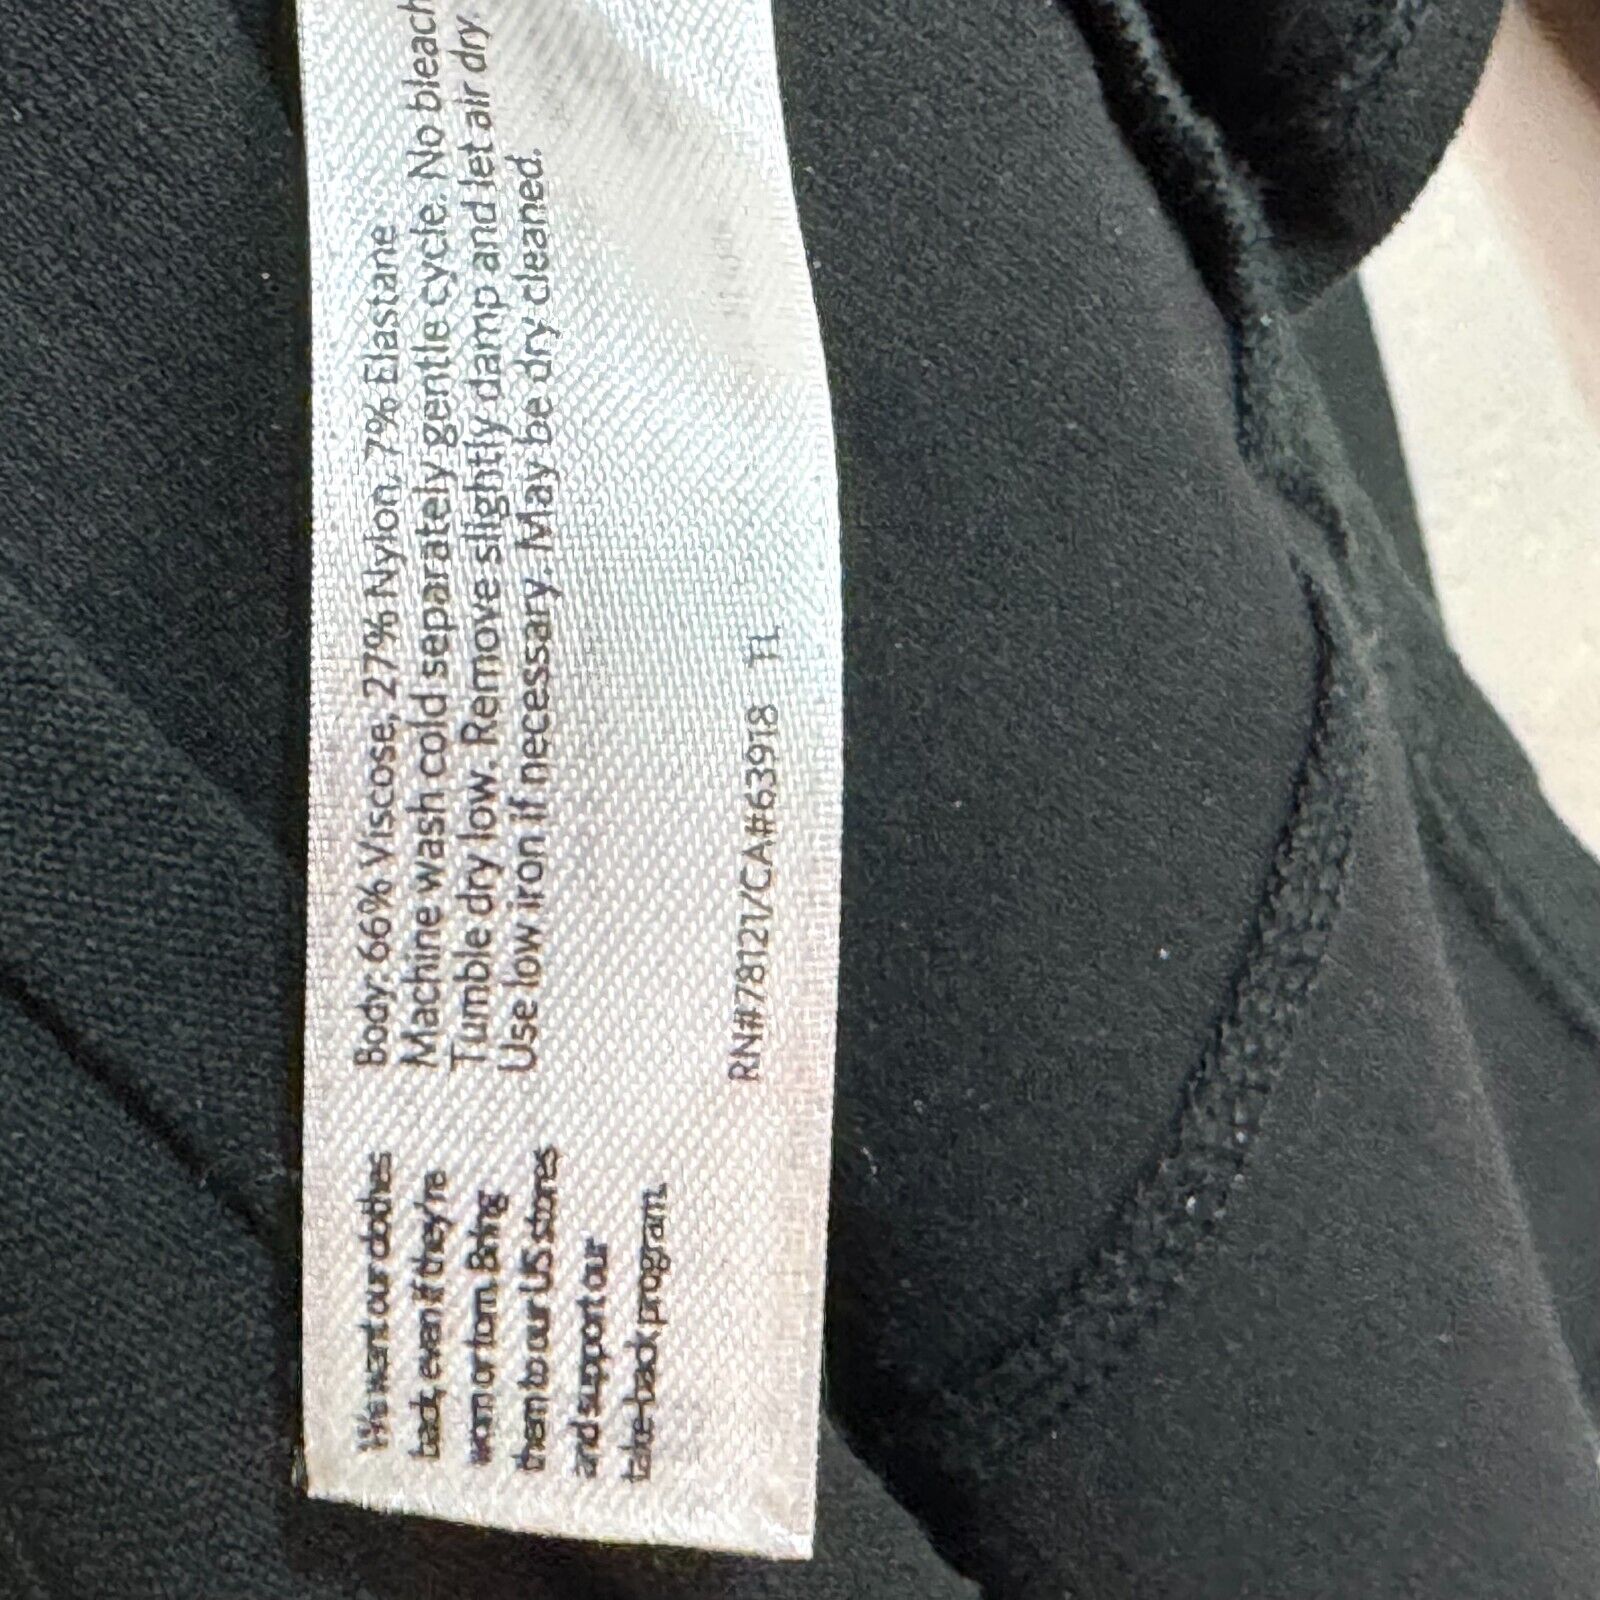 Body: 66% Viscose, 27% Nylon, 7% Elastane
Machine wash cold separately gentle cycle. No bleach
Tumble dry low. Remove slightly damp and let air dry.
Use low iron if necessary. May be dry cleaned.
RN#78121/CA#63918 TL
We want our clothes
back, even if they're
worn or torn. Bring
them to our US stores
and support our
take-back program.